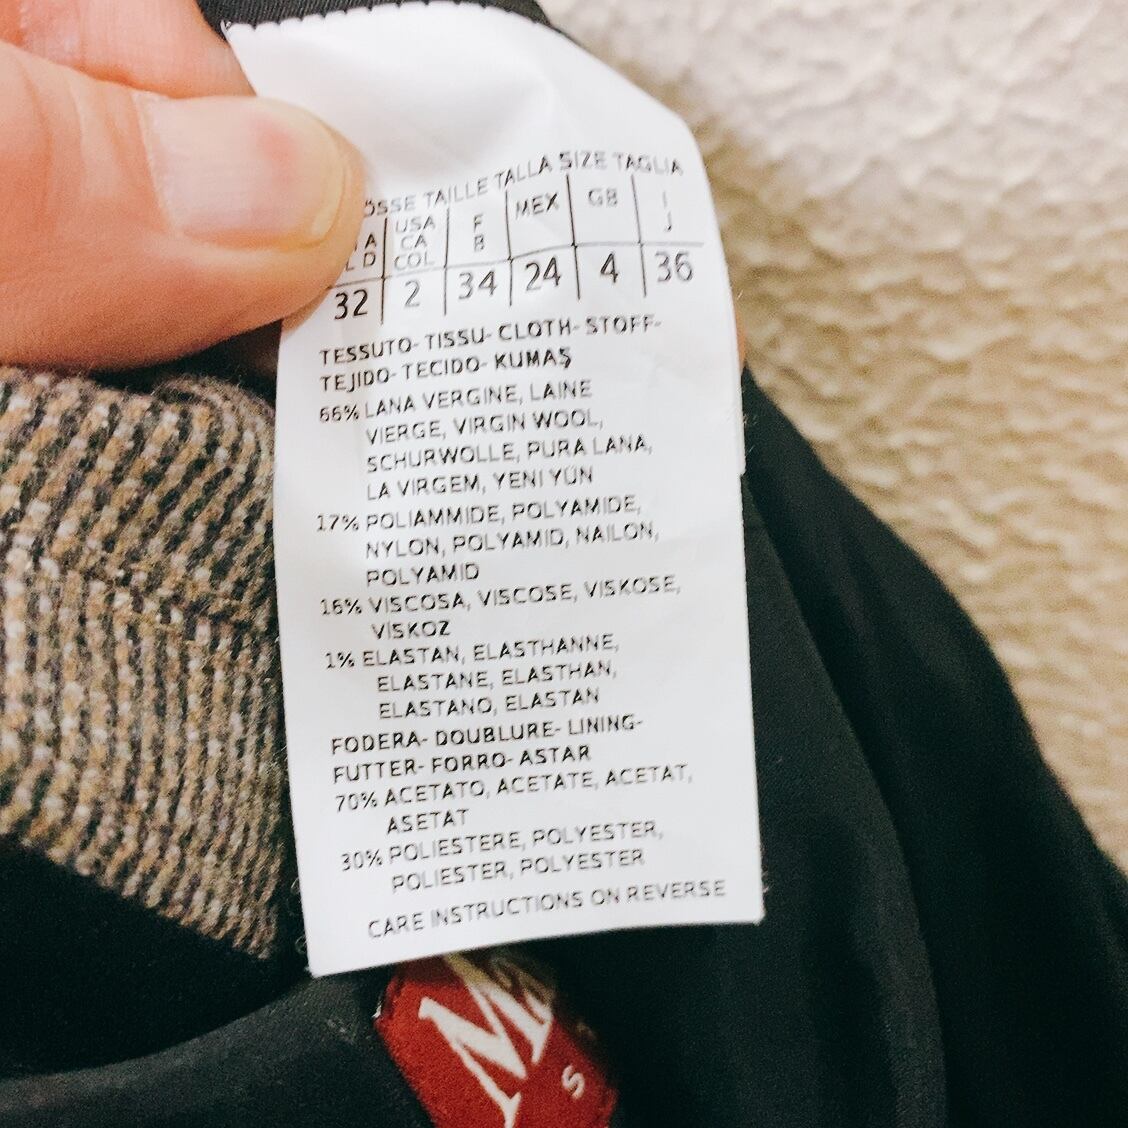 ÖSSE TAILLE TALLA SIZE TAGLIA
A USA F MEX GB I
D CA B J
COL
32 2 34 24 4 36
TESSUTO- TISSU- CLOTH- STOFF-
TEJIDO- TECIDO- KUMAŞ
66% LANA VERGINE, LAINE
VIERGE, VIRGIN WOOL,
SCHURWOLLE, PURA LANA,
LA VIRGEM, YENI YÜN
17% POLIAMMIDE, POLYAMIDE,
NYLON, POLYAMID, NAILON,
POLYAMID
16% VISCOSA, VISCOSE, VISKOSE,
VISKOZ
1% ELASTAN, ELASTHANNE,
ELASTANE, ELASTHAN,
ELASTANO, ELASTAN
FODERA- DOUBLURE- LINING-
FUTTER- FORRO- ASTAR
70% ACETATO, ACETATE, ACETAT,
ASETAT
30% POLIESTERE, POLYESTER,
POLIESTER, POLYESTER
CARE INSTRUCTIONS ON REVERSE
M
S